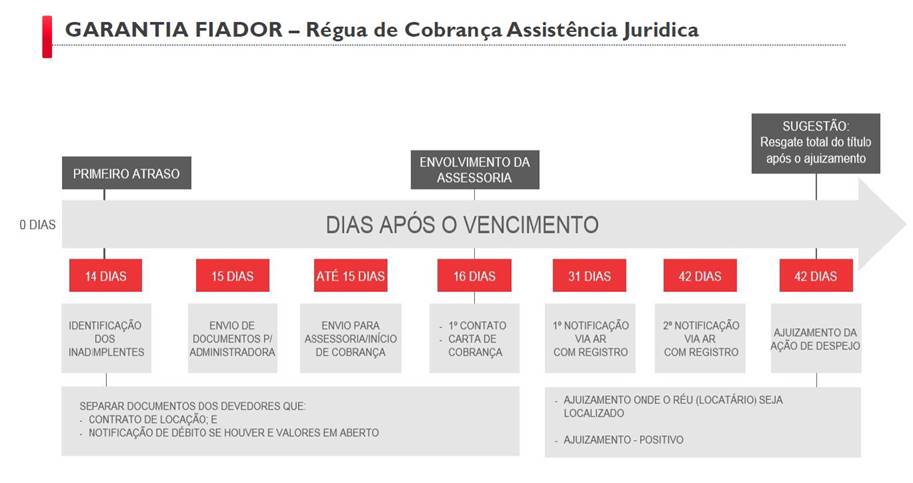 GARANTIA FIADOR – Régua de Cobrança Assistência Juridica
SUGESTÃO:
Resgate total do título
após o ajuizamento
PRIMEIRO ATRASO
ENVOLVIMENTO DA
ASSESSORIA
0 DIAS
DIAS APÓS O VENCIMENTO
14 DIAS
15 DIAS
ATÉ 15 DIAS
16 DIAS
31 DIAS
42 DIAS
42 DIAS
IDENTIFICAÇÃO
DOS
INADIMPLENTES
ENVIO DE
DOCUMENTOS P/
ADMINISTRADORA
ENVIO PARA
ASSESSORIA/INÍCIO
DE COBRANÇA
- 1º CONTATO
- CARTA DE
COBRANÇA
1º NOTIFICAÇÃO
VIA AR
COM REGISTRO
2º NOTIFICAÇÃO
VIA AR
COM REGISTRO
AJUIZAMENTO DA
AÇÃO DE DESPEJO
SEPARAR DOCUMENTOS DOS DEVEDORES QUE:
- CONTRATO DE LOCAÇÃO; E
- NOTIFICAÇÃO DE DÉBITO SE HOUVER E VALORES EM ABERTO
- AJUIZAMENTO ONDE O RÉU (LOCATÁRIO) SEJA
LOCALIZADO
- AJUIZAMENTO - POSITIVO